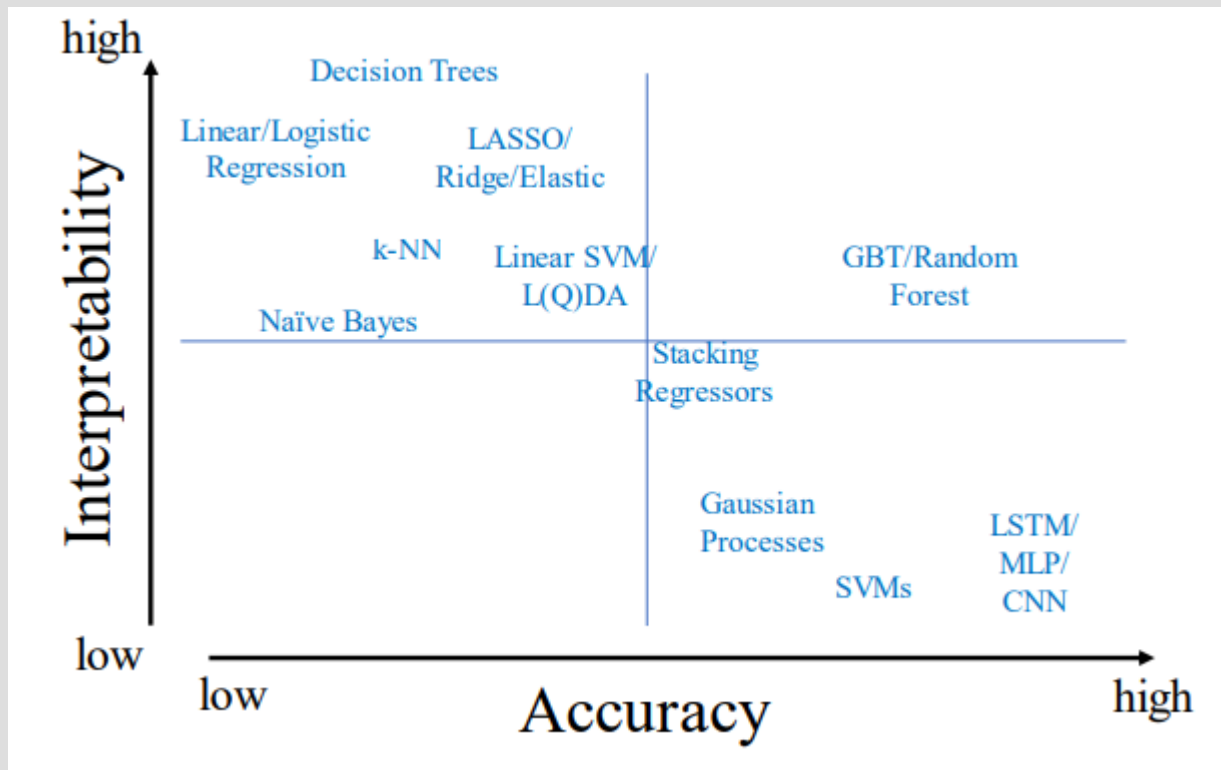 high
Decision Trees
Linear/Logistic
Regression
LASSO/
Ridge/Elastic
k-NN
Linear SVM/
L(Q)DA
GBT/Random
Forest
Naïve Bayes
Stacking
Regressors
Gaussian
Processes
SVMs
LSTM/
MLP/
CNN
Interpretability
low
low
Accuracy
high